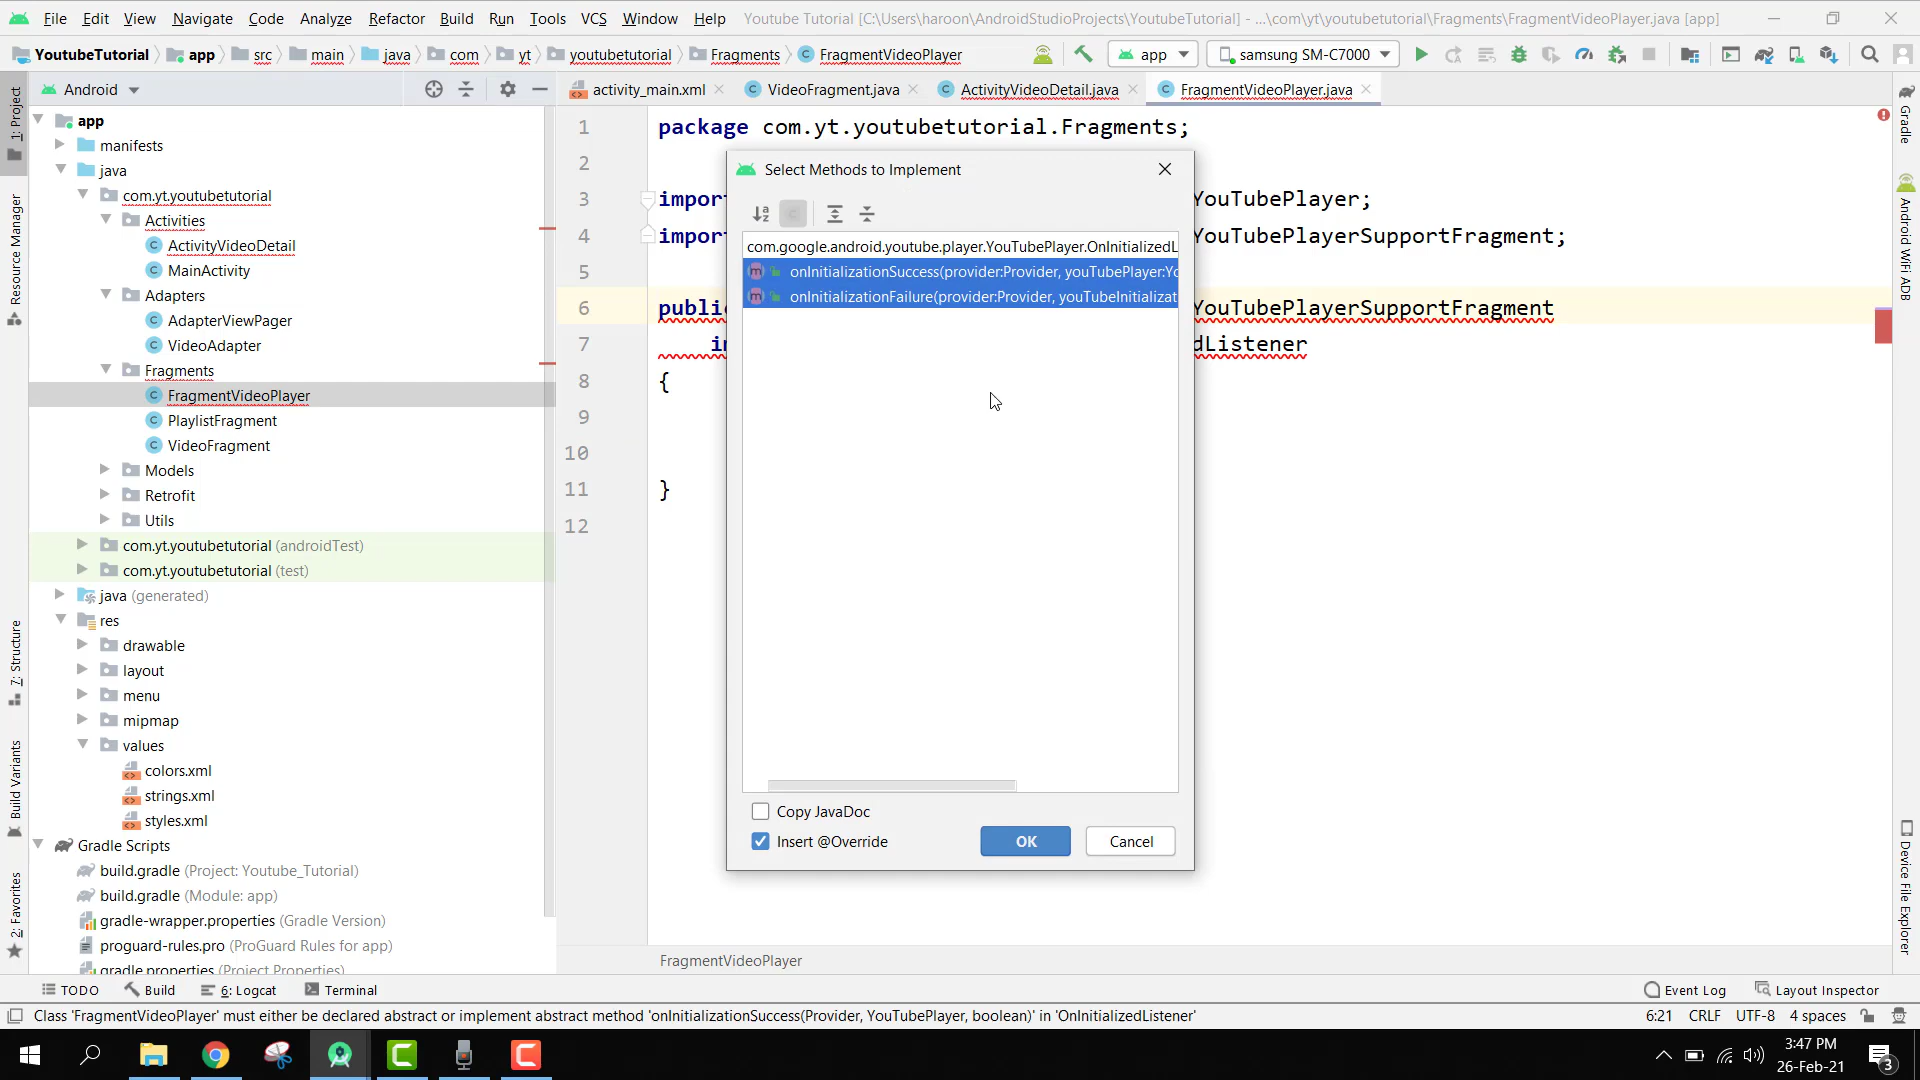 File Edit View Navigate Code Analyze Refactor Build Run Tools VCS Window Help Youtube Tutorial [C:\Users\haroon\AndroidStudioProjects\YoutubeTutorial] - ...\com\yt\youtubetutorial\Fragments\FragmentVideoPlayer.java [app]
YoutubeTutorial app src main java com yt youtubetutorial Fragments FragmentVideoPlayer app samsung SM-C7000
Android activity_main.xml VideoFragment.java ActivityVideoDetail.java FragmentVideoPlayer.java
1: Project
Resource Manager
7: Structure
Build Variants
2: Favorites
app
manifests
java
com.yt.youtubetutorial
Activities
ActivityVideoDetail
MainActivity
Adapters
AdapterViewPager
VideoAdapter
Fragments
FragmentVideoPlayer
PlaylistFragment
VideoFragment
Models
Retrofit
Utils
com.yt.youtubetutorial (androidTest)
com.yt.youtubetutorial (test)
java (generated)
res
drawable
layout
menu
mipmap
values
colors.xml
strings.xml
styles.xml
Gradle Scripts
build.gradle (Project: Youtube_Tutorial)
build.gradle (Module: app)
gradle-wrapper.properties (Gradle Version)
proguard-rules.pro (ProGuard Rules for app)
gradle.properties (Project Properties)
1 package com.yt.youtubetutorial.Fragments;
2
3 impor YouTubePlayer;
4 impor YouTubePlayerSupportFragment;
5
6 publi YouTubePlayerSupportFragment
7 i dListener
8 {
9
10
11 }
12
Select Methods to Implement
com.google.android.youtube.player.YouTubePlayer.OnInitializedL
m onInitializationSuccess(provider:Provider, youTubePlayer:Yo
m onInitializationFailure(provider:Provider, youTubeInitializat
Copy JavaDoc
Insert @Override
OK Cancel
FragmentVideoPlayer
Gradle
Android WiFi ADB
Device File Explorer
TODO Build 6: Logcat Terminal Event Log Layout Inspector
Class 'FragmentVideoPlayer' must either be declared abstract or implement abstract method 'onInitializationSuccess(Provider, YouTubePlayer, boolean)' in 'OnInitializedListener' 6:21 CRLF UTF-8 4 spaces
3:47 PM
26-Feb-21
3